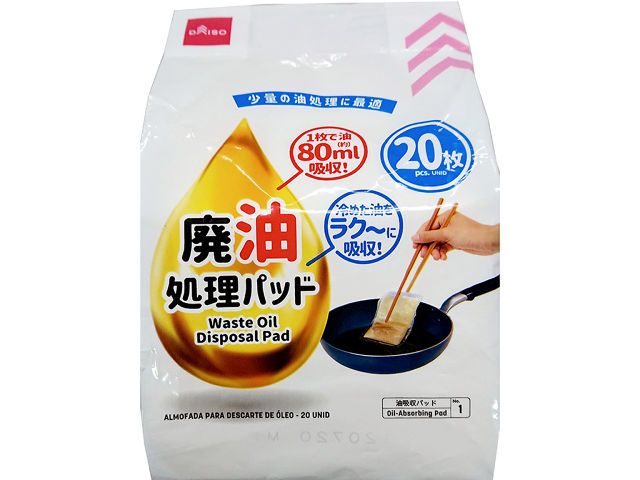 DAISO
少量の油処理に最適
1枚で油(約)
80ml
吸収!
20枚
pcs. UNID
冷めた油を
ラク〜に
吸収!
廃油
処理パッド
Waste Oil
Disposal Pad
ALMOFADA PARA DESCARTE DE ÓLEO - 20 UNID
油吸収パッド
Oil-Absorbing Pad
No.
1
20720 M